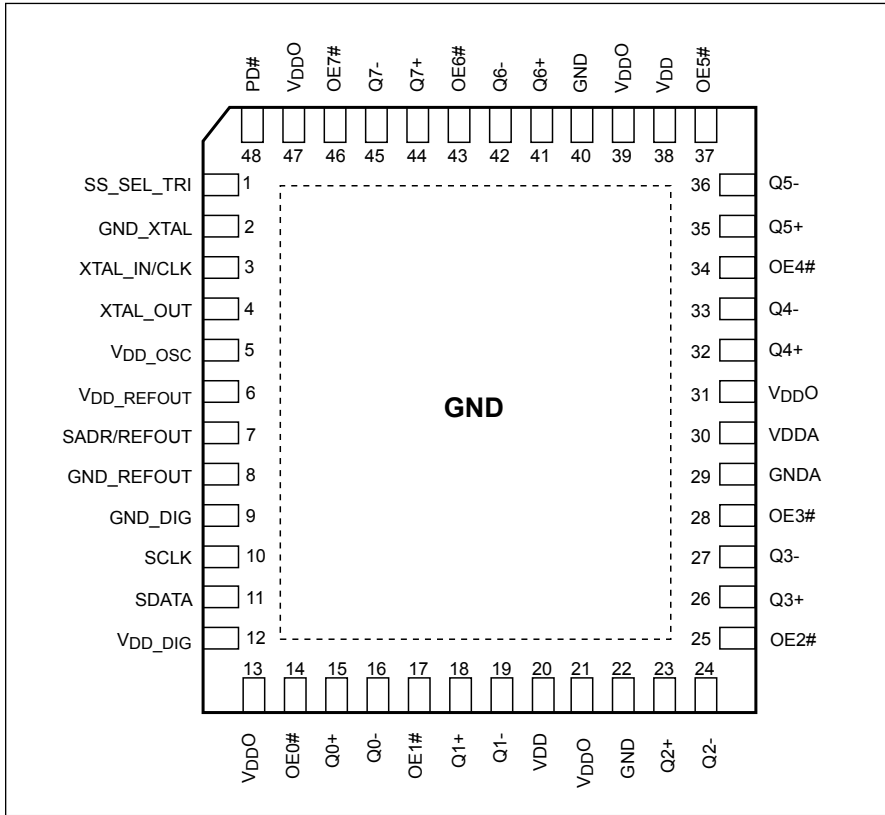 PD# VDDO OE7# Q7- Q7+ OE6# Q6- Q6+ GND VDDO VDD OE5#
48 47 46 45 44 43 42 41 40 39 38 37
SS_SEL_TRI 1 36 Q5-
GND_XTAL 2 35 Q5+
XTAL_IN/CLK 3 34 OE4#
XTAL_OUT 4 33 Q4-
VDD_OSC 5 32 Q4+
VDD_REFOUT 6 31 VDDO
GND
SADR/REFOUT 7 30 VDDA
GND_REFOUT 8 29 GNDA
GND_DIG 9 28 OE3#
SCLK 10 27 Q3-
SDATA 11 26 Q3+
VDD_DIG 12 25 OE2#
13 14 15 16 17 18 19 20 21 22 23 24
VDDO OE0# Q0+ Q0- OE1# Q1+ Q1- VDD VDDO GND Q2+ Q2-